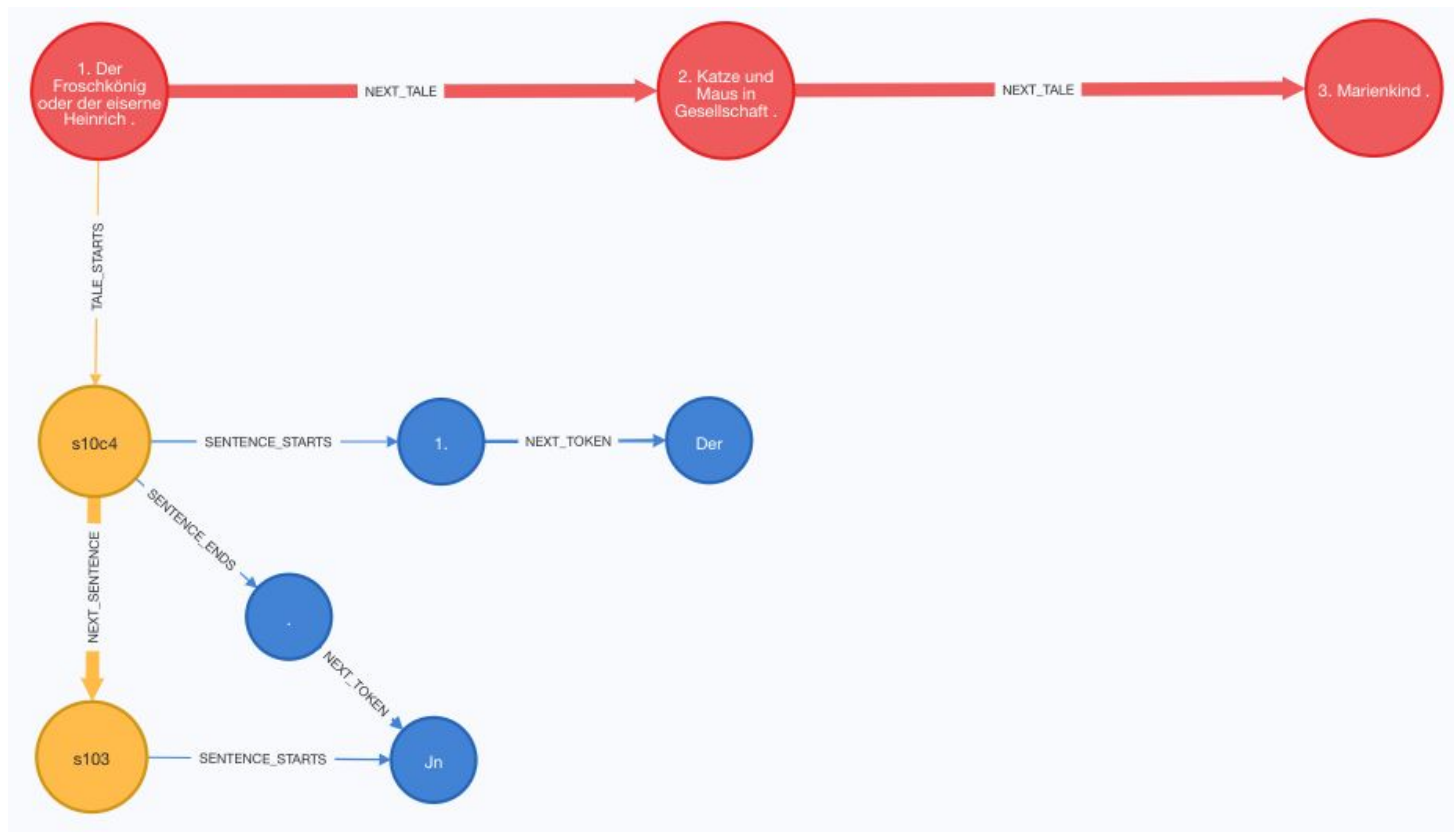 1. Der
Froschkönig
oder der eiserne
Heinrich .
NEXT_TALE
2. Katze und
Maus in
Gesellschaft .
NEXT_TALE
3. Marienkind .
TALE_STARTS
s10c4
SENTENCE_STARTS
1.
NEXT_TOKEN
Der
SENTENCE_ENDS
NEXT_SENTENCE
.
NEXT_TOKEN
s103
SENTENCE_STARTS
Jn